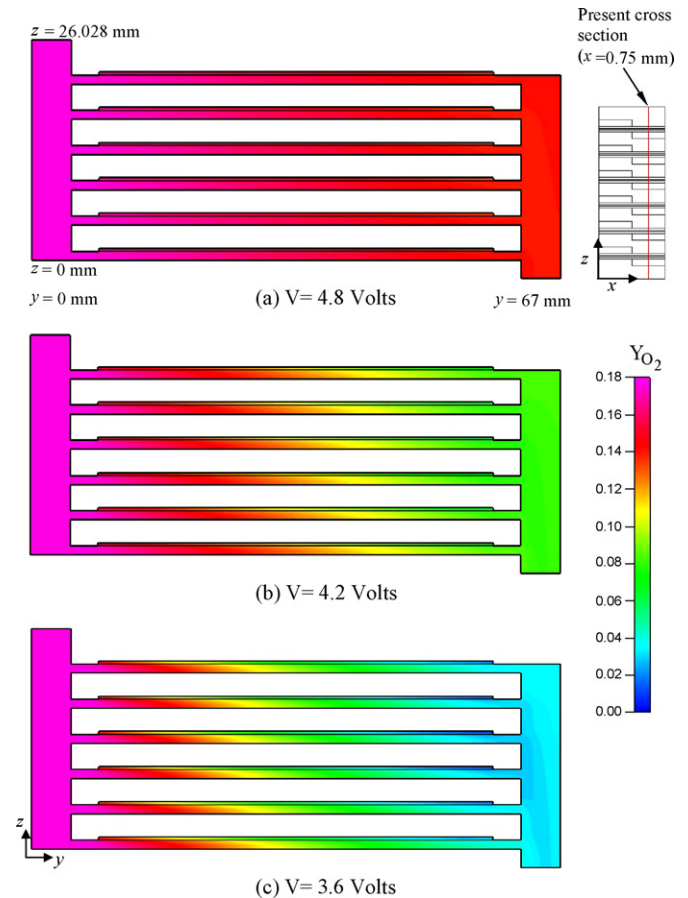 Present cross
section
(x=0.75 mm)
z = 26.028 mm
z
x
z = 0 mm
y = 0 mm
(a) V= 4.8 Volts
y = 67 mm
Y_O2
0.18
0.16
0.14
0.12
0.10
0.08
0.06
0.04
0.02
0.00
(b) V= 4.2 Volts
z
y
(c) V= 3.6 Volts